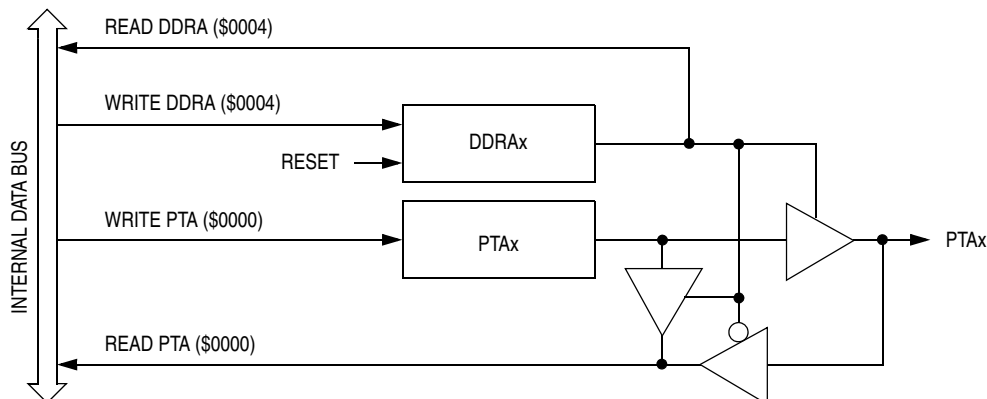 READ DDRA ($0004)
WRITE DDRA ($0004)
DDRAx
RESET
INTERNAL DATA BUS
WRITE PTA ($0000)
PTAx
PTAx
READ PTA ($0000)